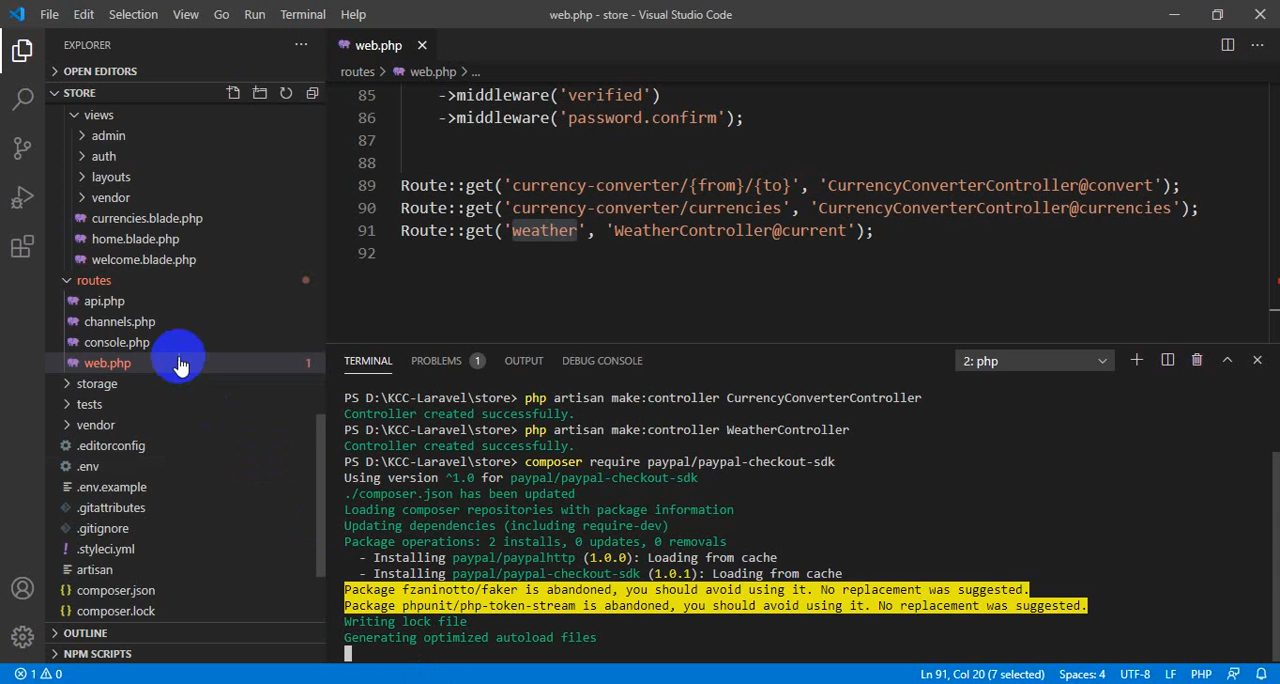 File Edit Selection View Go Run Terminal Help
web.php - store - Visual Studio Code
EXPLORER
OPEN EDITORS
STORE
views
admin
auth
layouts
vendor
currencies.blade.php
home.blade.php
welcome.blade.php
routes
api.php
channels.php
console.php
web.php 1
storage
tests
vendor
.editorconfig
.env
.env.example
.gitattributes
.gitignore
.styleci.yml
artisan
composer.json
composer.lock
OUTLINE
NPM SCRIPTS
web.php
routes > web.php > ...
85 ->middleware('verified')
86 ->middleware('password.confirm');
87
88
89 Route::get('currency-converter/{from}/{to}', 'CurrencyConverterController@convert');
90 Route::get('currency-converter/currencies', 'CurrencyConverterController@currencies');
91 Route::get('weather', 'WeatherController@current');
92
TERMINAL PROBLEMS 1 OUTPUT DEBUG CONSOLE 2: php
PS D:\KCC-Laravel\store> php artisan make:controller CurrencyConverterController
Controller created successfully.
PS D:\KCC-Laravel\store> php artisan make:controller WeatherController
Controller created successfully.
PS D:\KCC-Laravel\store> composer require paypal/paypal-checkout-sdk
Using version ^1.0 for paypal/paypal-checkout-sdk
./composer.json has been updated
Loading composer repositories with package information
Updating dependencies (including require-dev)
Package operations: 2 installs, 0 updates, 0 removals
- Installing paypal/paypalhttp (1.0.0): Loading from cache
- Installing paypal/paypal-checkout-sdk (1.0.1): Loading from cache
Package fzaninotto/faker is abandoned, you should avoid using it. No replacement was suggested.
Package phpunit/php-token-stream is abandoned, you should avoid using it. No replacement was suggested.
Writing lock file
Generating optimized autoload files
1 0 Ln 91, Col 20 (7 selected) Spaces: 4 UTF-8 LF PHP